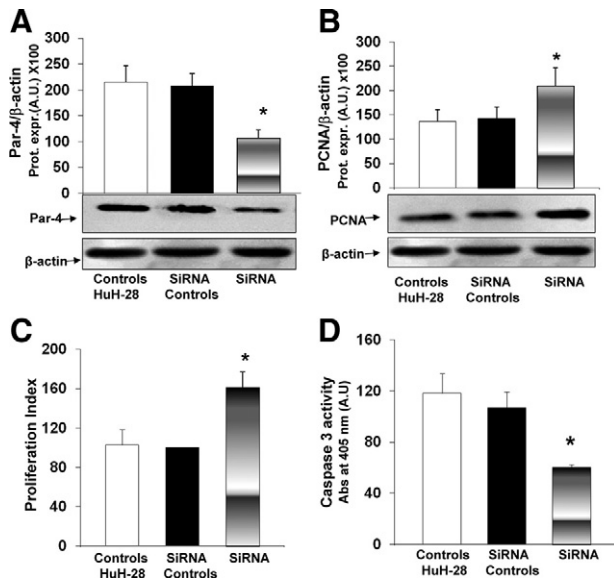 A
Par-4/β-actin
Prot. expr.(A.U.) X100
300
250
200
150
100
50
0
*
Par-4
β-actin
Controls HuH-28
SiRNA Controls
SiRNA
B
PCNA/β-actin
Prot. expr.(A.U.) x100
300
250
200
150
100
50
0
*
PCNA
β-actin
Controls HuH-28
SiRNA Controls
SiRNA
C
Proliferation Index
200
160
120
80
40
0
*
Controls HuH-28
SiRNA Controls
SiRNA
D
Caspase 3 activity
Abs at 405 nm (A.U)
160
120
80
40
0
*
Controls HuH-28
SiRNA Controls
SiRNA